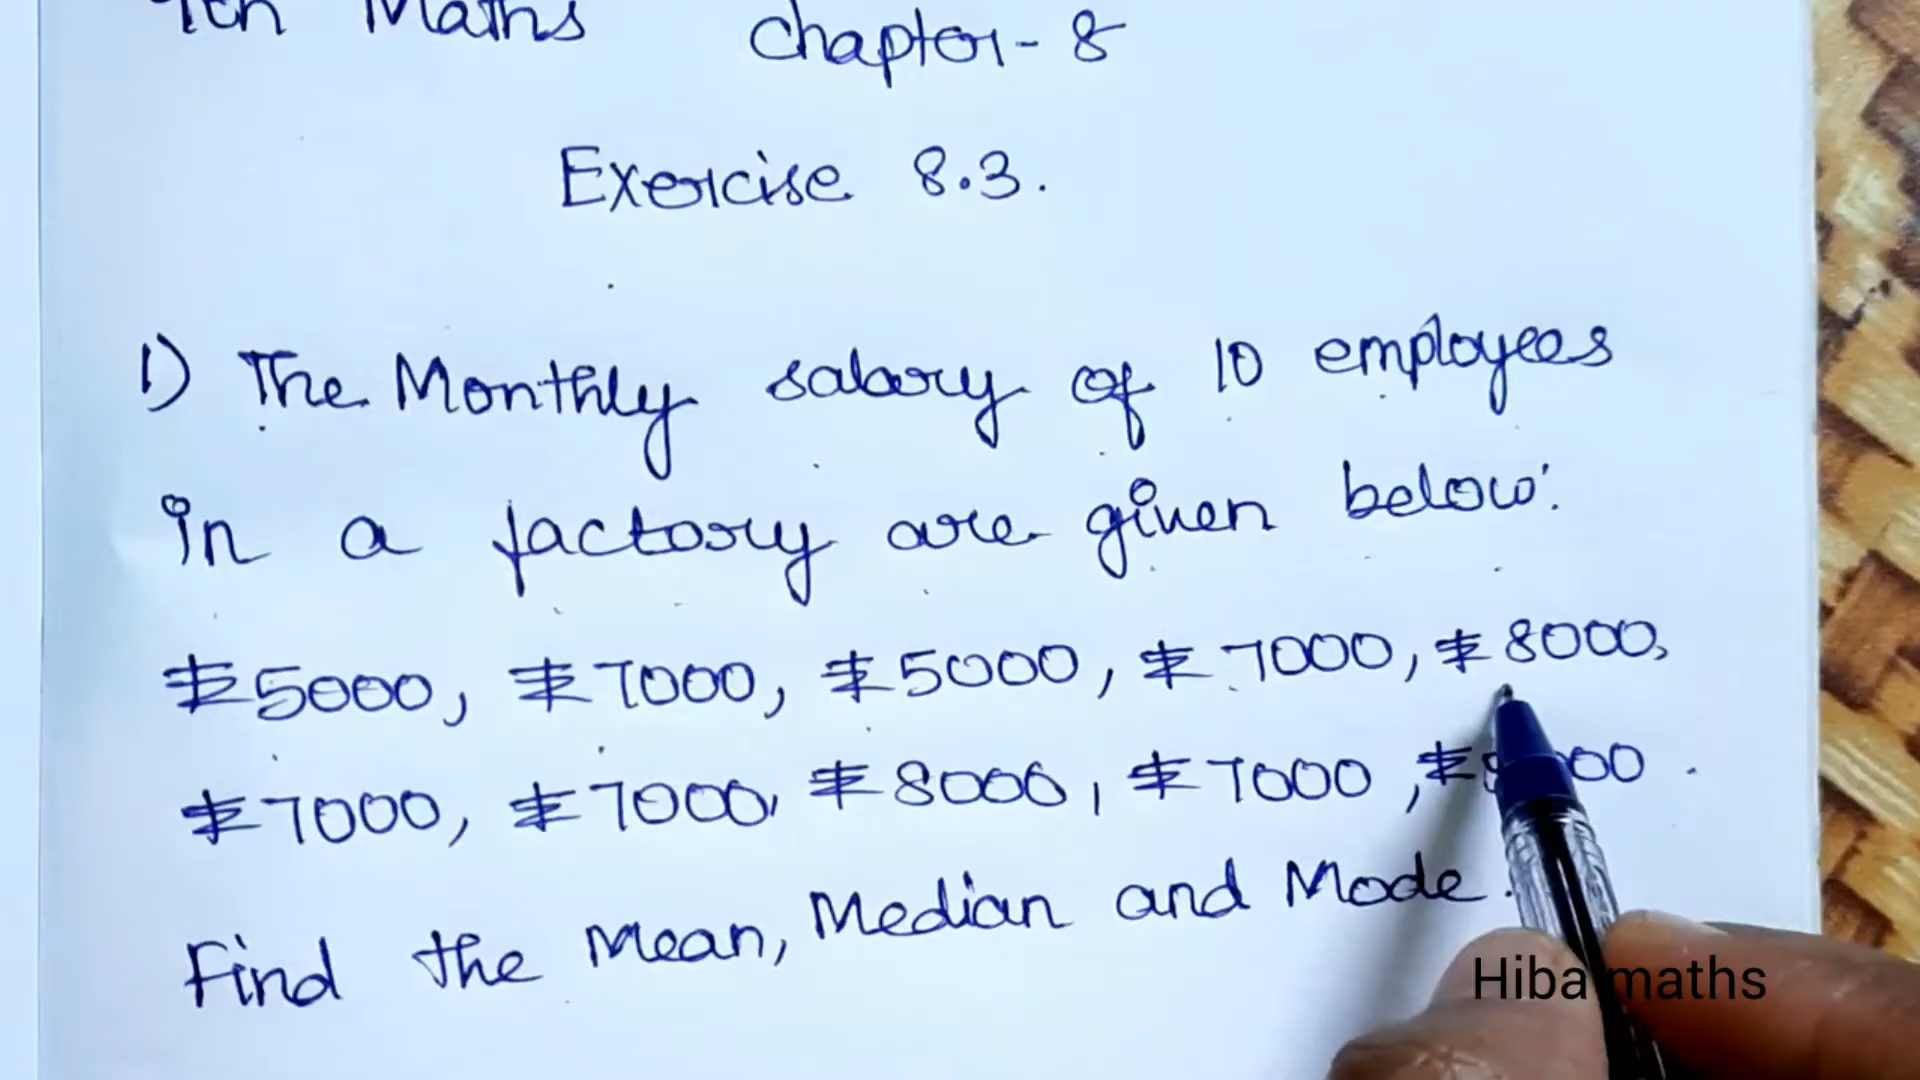 Maths Chapter - 8
Exercise 8.3.
1) The Monthly salary of 10 employees
in a factory are given below:
₹5000, ₹7000, ₹5000, ₹7000, ₹8000,
₹7000, ₹7000, ₹8000, ₹7000, ₹
Find the Mean, Median and Mode.
Hiba maths